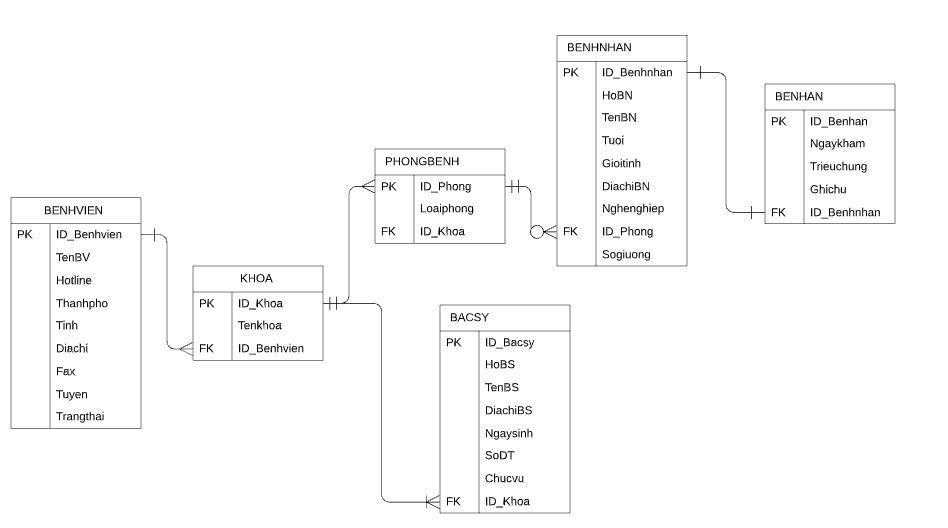 BENHVIEN
PK ID_Benhvien
TenBV
Hotline
Thanhpho
Tinh
Diachi
Fax
Tuyen
Trangthai
KHOA
PK ID_Khoa
Tenkhoa
FK ID_Benhvien
PHONGBENH
PK ID_Phong
Loaiphong
FK ID_Khoa
BACSY
PK ID_Bacsy
HoBS
TenBS
DiachiBS
Ngaysinh
SoDT
Chucvu
FK ID_Khoa
BENHNHAN
PK ID_Benhnhan
HoBN
TenBN
Tuoi
Gioitinh
DiachiBN
Nghenghiep
FK ID_Phong
Sogiuong
BENHAN
PK ID_Benhan
Ngaykham
Trieuchung
Ghichu
FK ID_Benhnhan